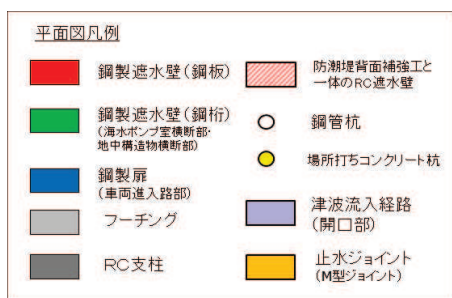 平面図凡例
鋼製遮水壁(鋼板)
鋼製遮水壁(鋼桁)
(海水ポンプ室横断部・
地中構造物横断部)
鋼製扉
(車両進入路部)
フーチング
RC支柱
防潮堤背面補強工と
一体のRC遮水壁
鋼管杭
場所打ちコンクリート杭
津波流入経路
(開口部)
止水ジョイント
(M型ジョイント)